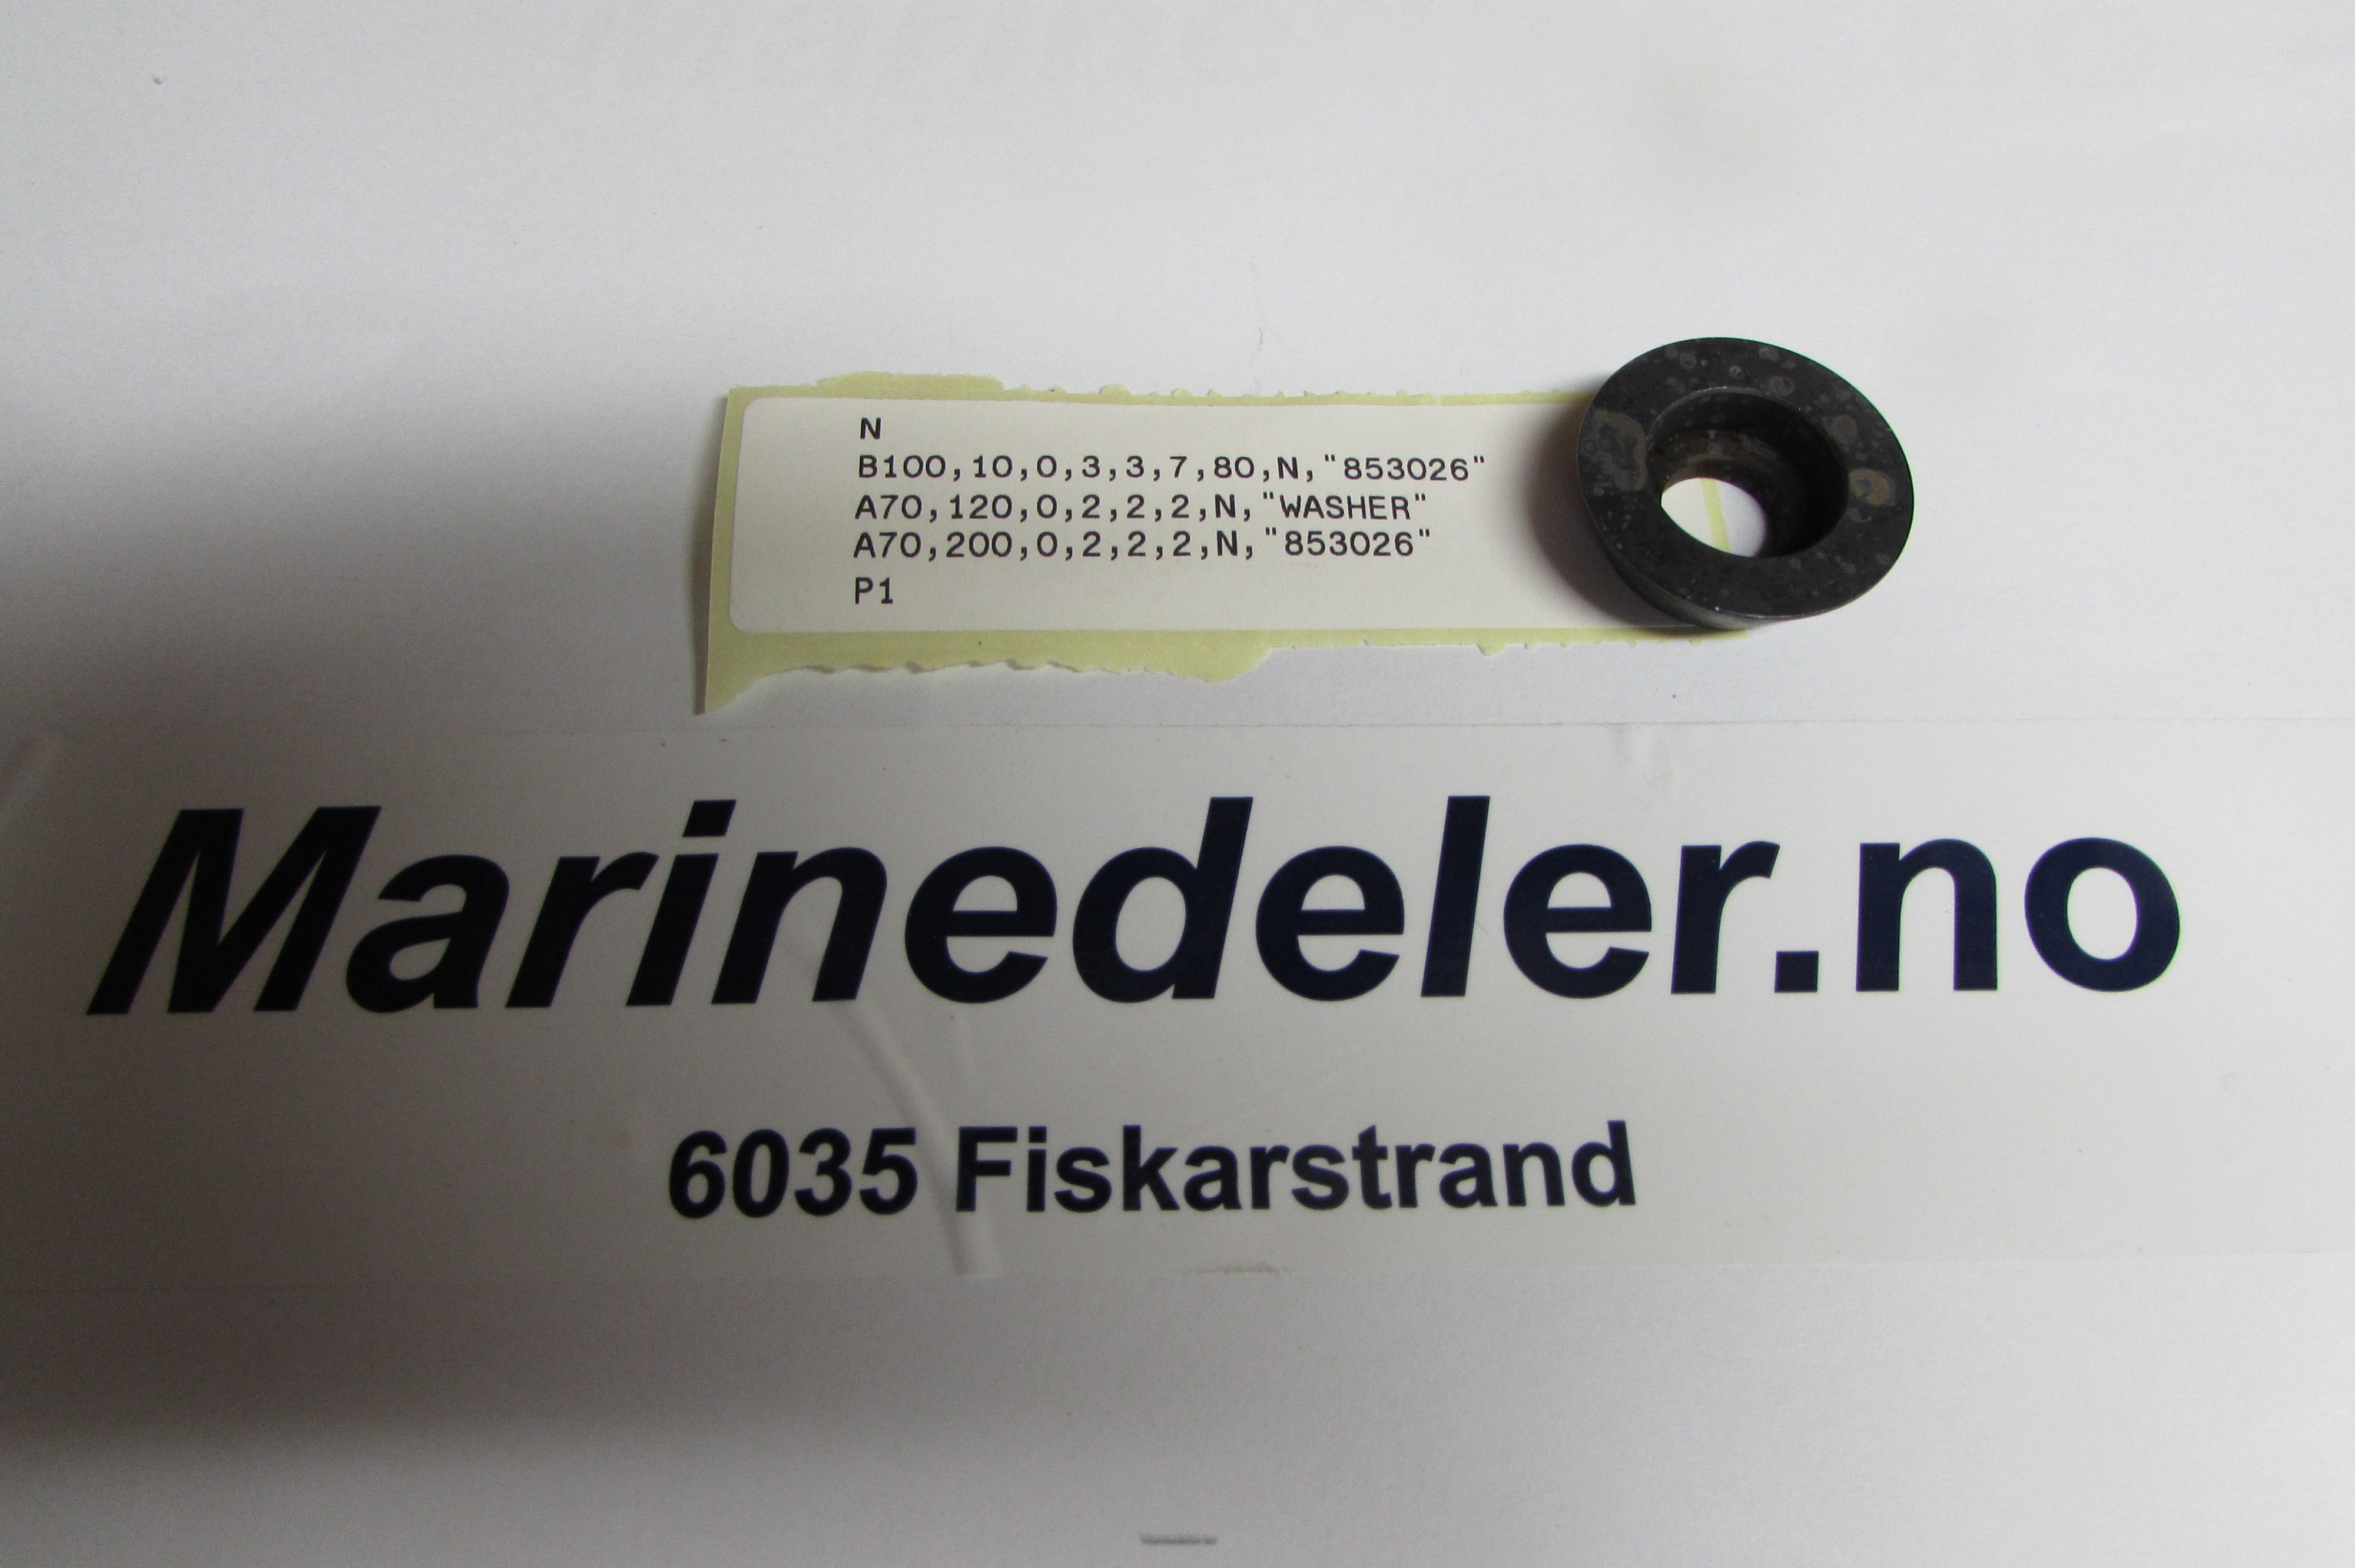 N
B100,10,0,3,3,7,80,N,"853026"
A70,120,0,2,2,2,N,"WASHER"
A70,200,0,2,2,2,N,"853026"
P1
Marinedeler.no
6035 Fiskarstrand